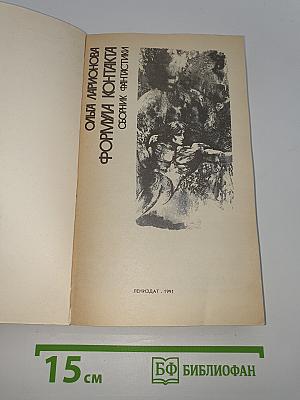 ОЛЬГА ЛАРИОНОВА
ФОРМУЛА КОНТАКТА
СБОРНИК ФАНТАСТИКИ
ЛЕНИЗДАТ · 1991
15 см
БФ БИБЛИОФАН